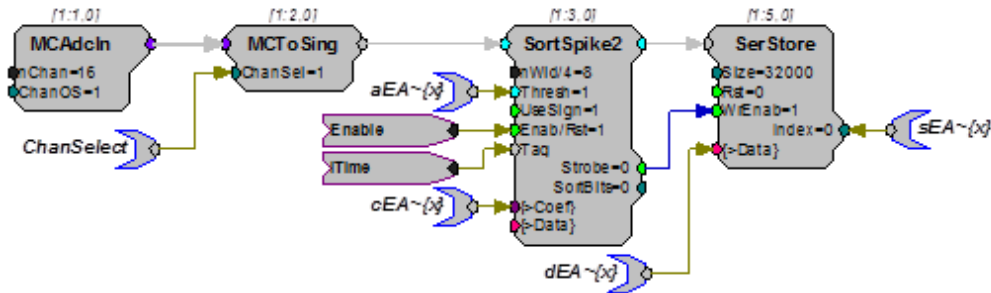 [1:1,0]
[1:2,0]
[1:3,0]
[1:5,0]
MCAdcIn
MCToSing
SortSpike2
SerStore
nChan=16
ChanOS=1
ChanSel=1
nWid/4=8
Thresh=1
UseSign=1
Enab/Rst=1
Tag
Strobe=0
SortBits=0
{>Coef}
{>Data}
Size=32000
Rst=0
WrEnab=1
Index=0
{>Data}
ChanSelect
aEA~{x}
Enable
iTime
cEA~{x}
dEA~{x}
sEA~{x}